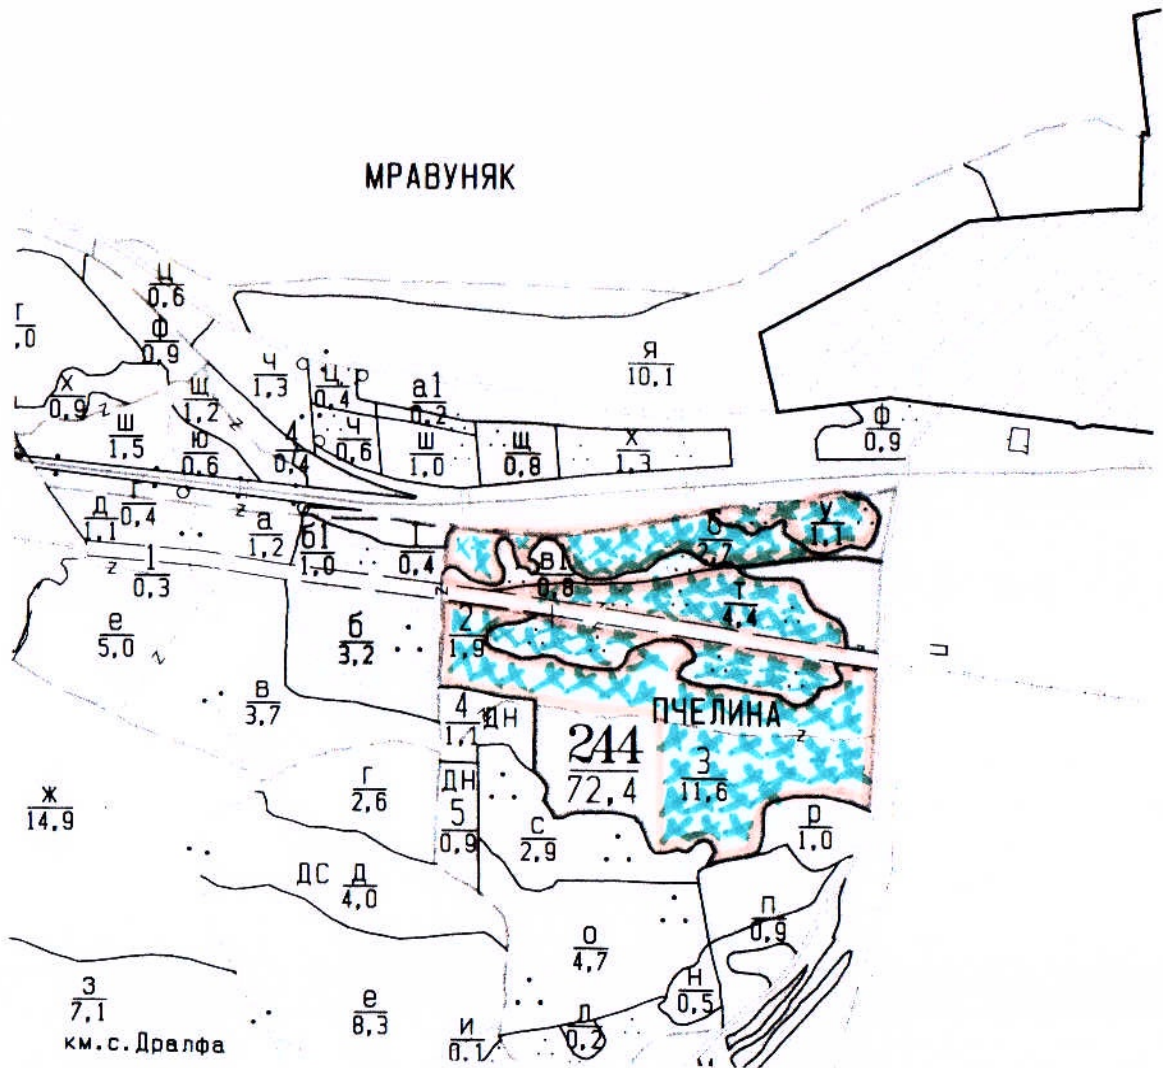 МРАВУНЯК
Ц
0,6
Г
,0
Ф
0,9
Я
10,1
Ч
1,3
Ц
0,4
а1
0,2
Х
0,9
Щ
1,2
Ф
0,9
Ш
1,5
Ю
0,6
4
0,4
Ч
0,6
Ш
1,0
Щ
0,8
Х
1,3
z
z
Д
1,1
Г
0,4
z
а
1,2
б1
1,0
1
0,4
б
2,7
У
1,1
1
0,3
z
в1
0,8
Т
4,4
z
е
5,0
z
б
3,2
2
1,9
в
3,7
4
1,1
ДН
ПЧЕЛИНА
z
244
72,4
З
11,6
Ж
14,9
Г
2,6
ДН
5
0,9
С
2,9
Р
1,0
ДС
Д
4,0
П
0,9
О
4,7
З
7,1
е
8,3
Н
0,5
И
0,1
Л
0,2
км.с.Дралфа
М